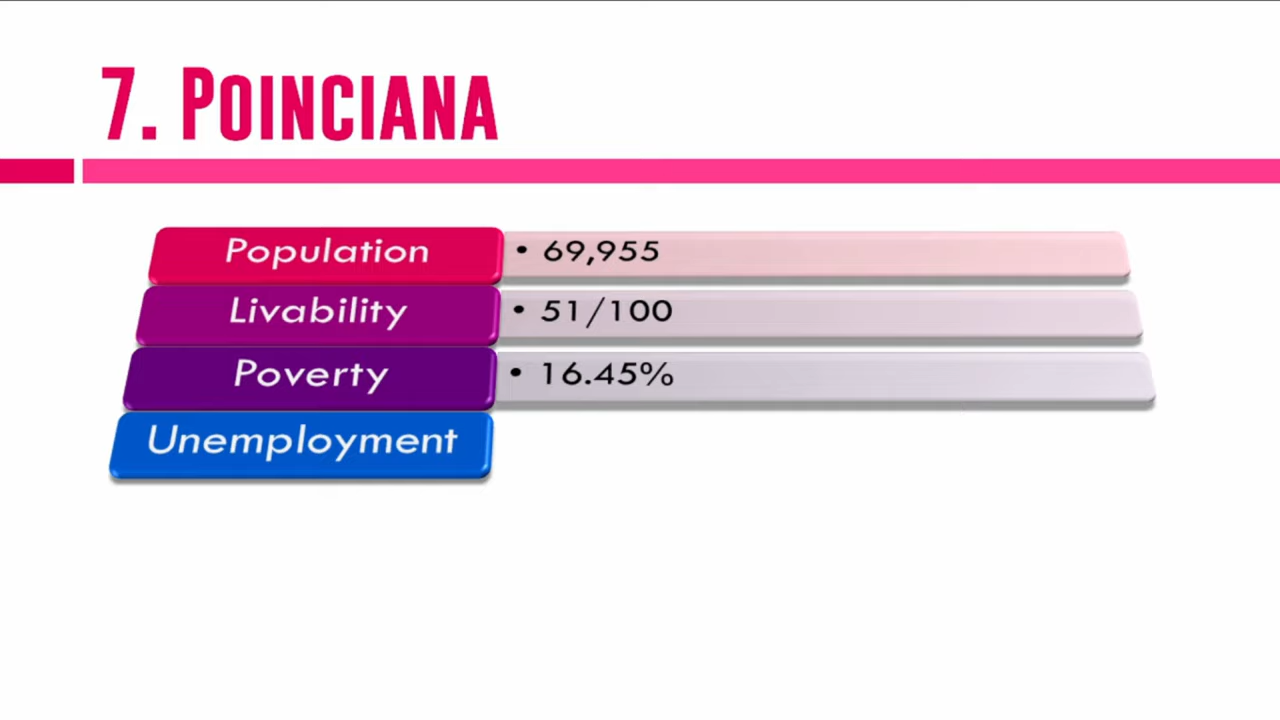 7. Poinciana
Population • 69,955
Livability • 51/100
Poverty • 16.45%
Unemployment